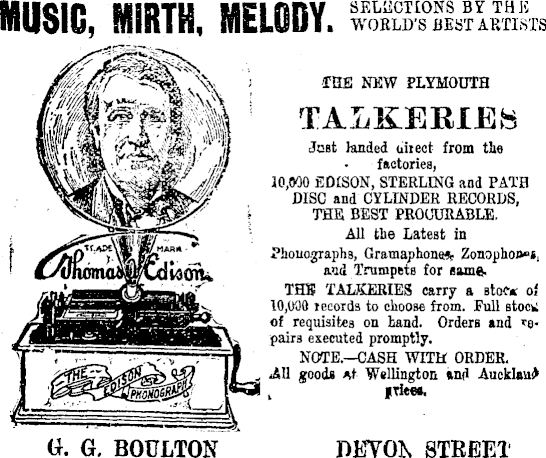 MUSIC, MIRTH, MELODY.
SELECTIONS BY THE
WORLD'S BEST ARTISTS
TRADE MARK
Thomas Edison
THE EDISON PHONOGRAPH
THE NEW PLYMOUTH
TALKERIES
Just landed direct from the
factories,
10,000 EDISON, STERLING and PATH
DISC and CYLINDER RECORDS,
THE BEST PROCURABLE.
All the Latest in
Phonographs, Gramaphones, Zonophones,
and Trumpets for same.
THE TALKERIES carry a stock of
10,000 records to choose from. Full stock
of requisites on hand. Orders and re-
pairs executed promptly.
NOTE.—CASH WITH ORDER.
All goods at Wellington and Auckland
prices.
G. G. BOULTON
DEVON STREET